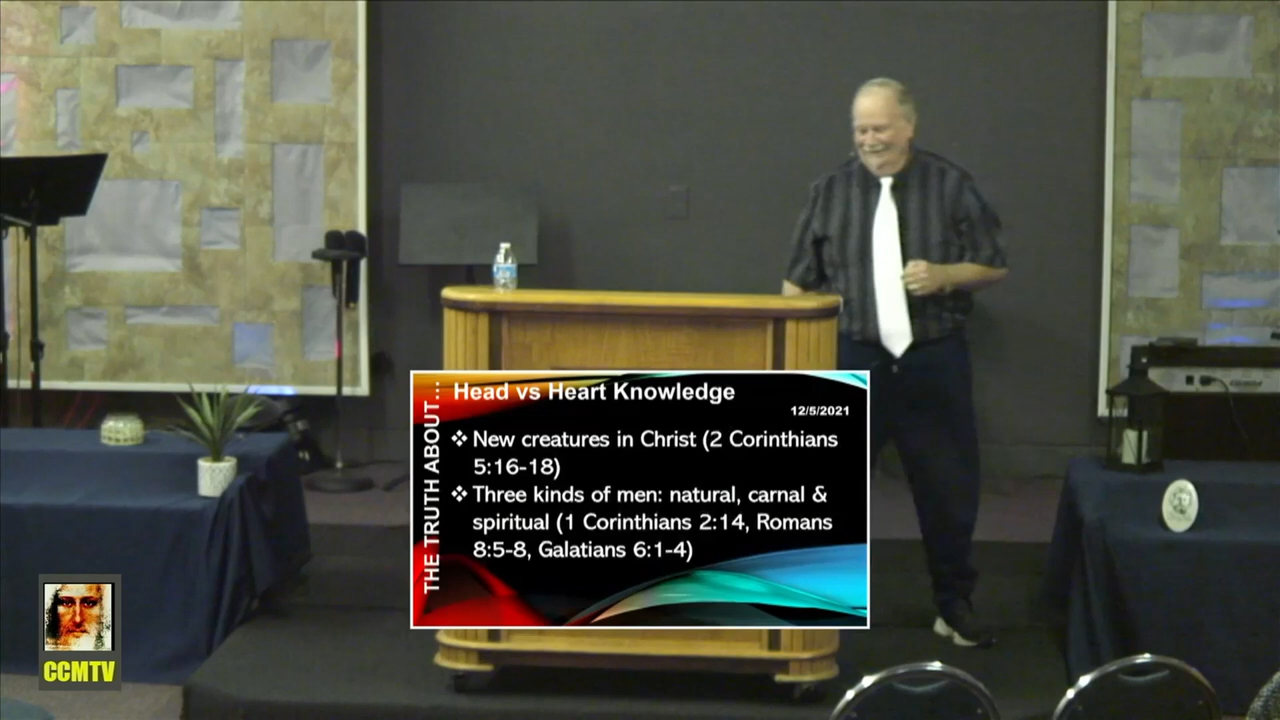 Head vs Heart Knowledge
12/5/2021
THE TRUTH ABOUT...
❖ New creatures in Christ (2 Corinthians
5:16-18)
❖ Three kinds of men: natural, carnal &
spiritual (1 Corinthians 2:14, Romans
8:5-8, Galatians 6:1-4)
CCMTV